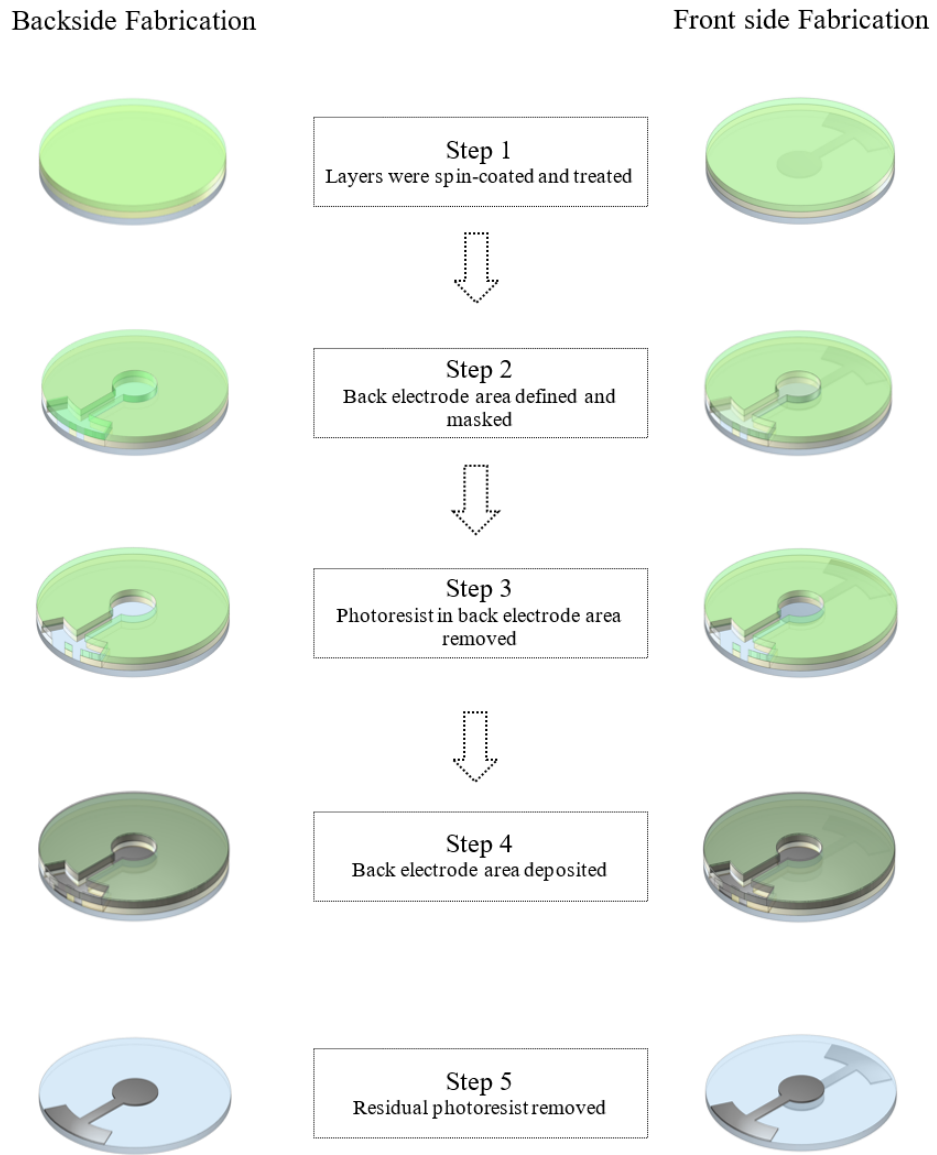 Backside Fabrication
Front side Fabrication
Step 1
Layers were spin-coated and treated
Step 2
Back electrode area defined and
masked
Step 3
Photoresist in back electrode area
removed
Step 4
Back electrode area deposited
Step 5
Residual photoresist removed